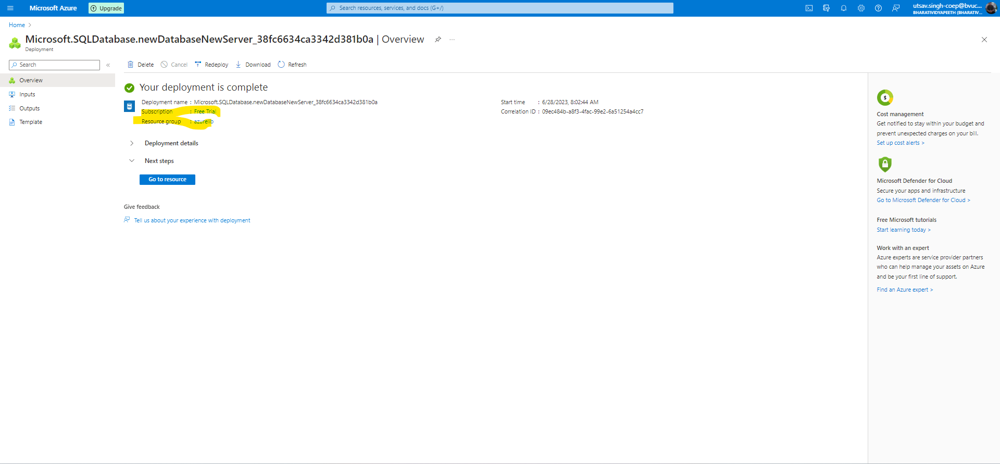 Microsoft Azure
Upgrade
Search resources, services, and docs (G+/)
utsav.singh-coep@bvuc...
BHARATIVIDYAPEETH (BHARATIV...
Home
Microsoft.SQLDatabase.newDatabaseNewServer_38fc6634ca3342d381b0a | Overview
Deployment
Search
Overview
Inputs
Outputs
Template
Delete
Cancel
Redeploy
Download
Refresh
Your deployment is complete
Deployment name : Microsoft.SQLDatabase.newDatabaseNewServer_38fc6634ca3342d381b0a
Subscription : Free Trial
Resource group : azurelib
Start time : 6/28/2023, 8:02:44 AM
Correlation ID : 09ec484b-a8f3-4fac-99e2-6a51254a4cc7
Deployment details
Next steps
Go to resource
Give feedback
Tell us about your experience with deployment
Cost management
Get notified to stay within your budget and
prevent unexpected charges on your bill.
Set up cost alerts >
Microsoft Defender for Cloud
Secure your apps and infrastructure
Go to Microsoft Defender for Cloud >
Free Microsoft tutorials
Start learning today >
Work with an expert
Azure experts are service provider partners
who can help manage your assets on Azure
and be your first line of support.
Find an Azure expert >